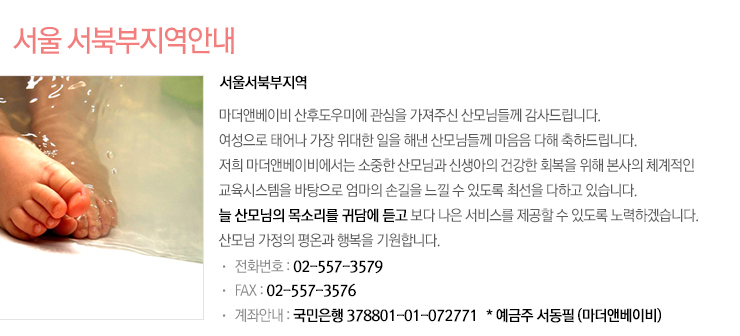 서울 서북부지역안내
서울서북부지역
마더앤베이비 산후도우미에 관심을 가져주신 산모님들께 감사드립니다.
여성으로 태어나 가장 위대한 일을 해낸 산모님들께 마음음 다해 축하드립니다.
저희 마더앤베이비에서는 소중한 산모님과 신생아의 건강한 회복을 위해 본사의 체계적인
교육시스템을 바탕으로 엄마의 손길을 느낄 수 있도록 최선을 다하고 있습니다.
늘 산모님의 목소리를 귀담에 듣고 보다 나은 서비스를 제공할 수 있도록 노력하겠습니다.
산모님 가정의 평온과 행복을 기원합니다.
· 전화번호 : 02-557-3579
· FAX : 02-557-3576
· 계좌안내 : 국민은행 378801-01-072771 * 예금주 서동필 (마더앤베이비)